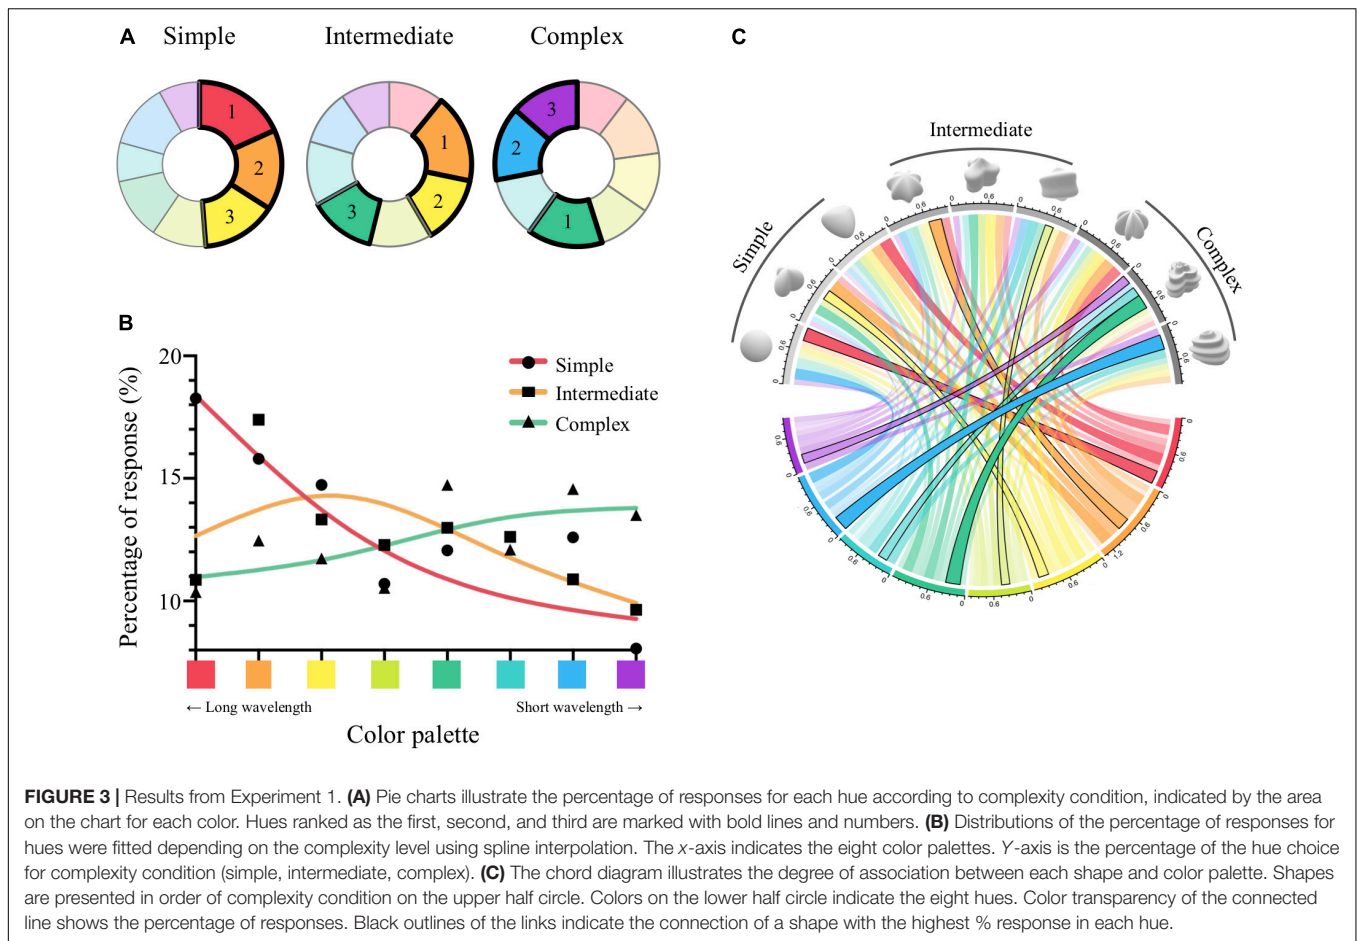 A Simple Intermediate Complex
1
2
3
1
2
3
3
2
1
B
Percentage of response (%)
20
15
10
Simple
Intermediate
Complex
← Long wavelength Short wavelength →
Color palette
C
Intermediate
Simple
Complex
FIGURE 3 | Results from Experiment 1. (A) Pie charts illustrate the percentage of responses for each hue according to complexity condition, indicated by the area
on the chart for each color. Hues ranked as the first, second, and third are marked with bold lines and numbers. (B) Distributions of the percentage of responses for
hues were fitted depending on the complexity level using spline interpolation. The x-axis indicates the eight color palettes. Y-axis is the percentage of the hue choice
for complexity condition (simple, intermediate, complex). (C) The chord diagram illustrates the degree of association between each shape and color palette. Shapes
are presented in order of complexity condition on the upper half circle. Colors on the lower half circle indicate the eight hues. Color transparency of the connected
line shows the percentage of responses. Black outlines of the links indicate the connection of a shape with the highest % response in each hue.